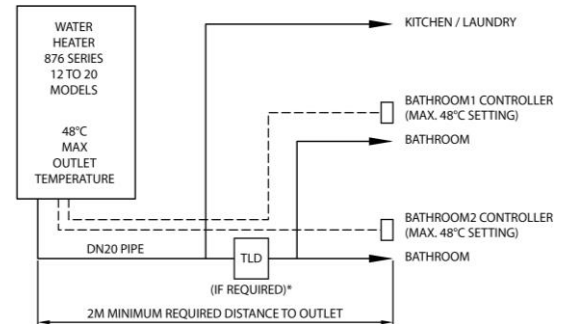 WATER
HEATER
876 SERIES
12 TO 20
MODELS
48°C
MAX
OUTLET
TEMPERATURE
KITCHEN / LAUNDRY
BATHROOM1 CONTROLLER
(MAX. 48°C SETTING)
BATHROOM
BATHROOM2 CONTROLLER
(MAX. 48°C SETTING)
DN20 PIPE
TLD
BATHROOM
(IF REQUIRED)*
2M MINIMUM REQUIRED DISTANCE TO OUTLET